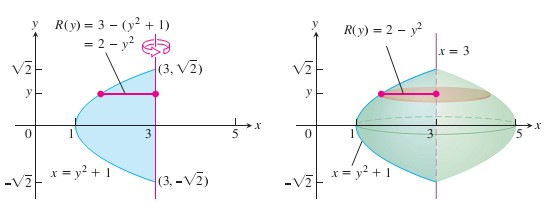 y
R(y) = 3 − (y² + 1)
= 2 − y²
√2
(3, √2)
y
0
1
3
5
x
x = y² + 1
−√2
(3, −√2)
y
R(y) = 2 − y²
x = 3
√2
y
0
1
3
5
x
x = y² + 1
−√2